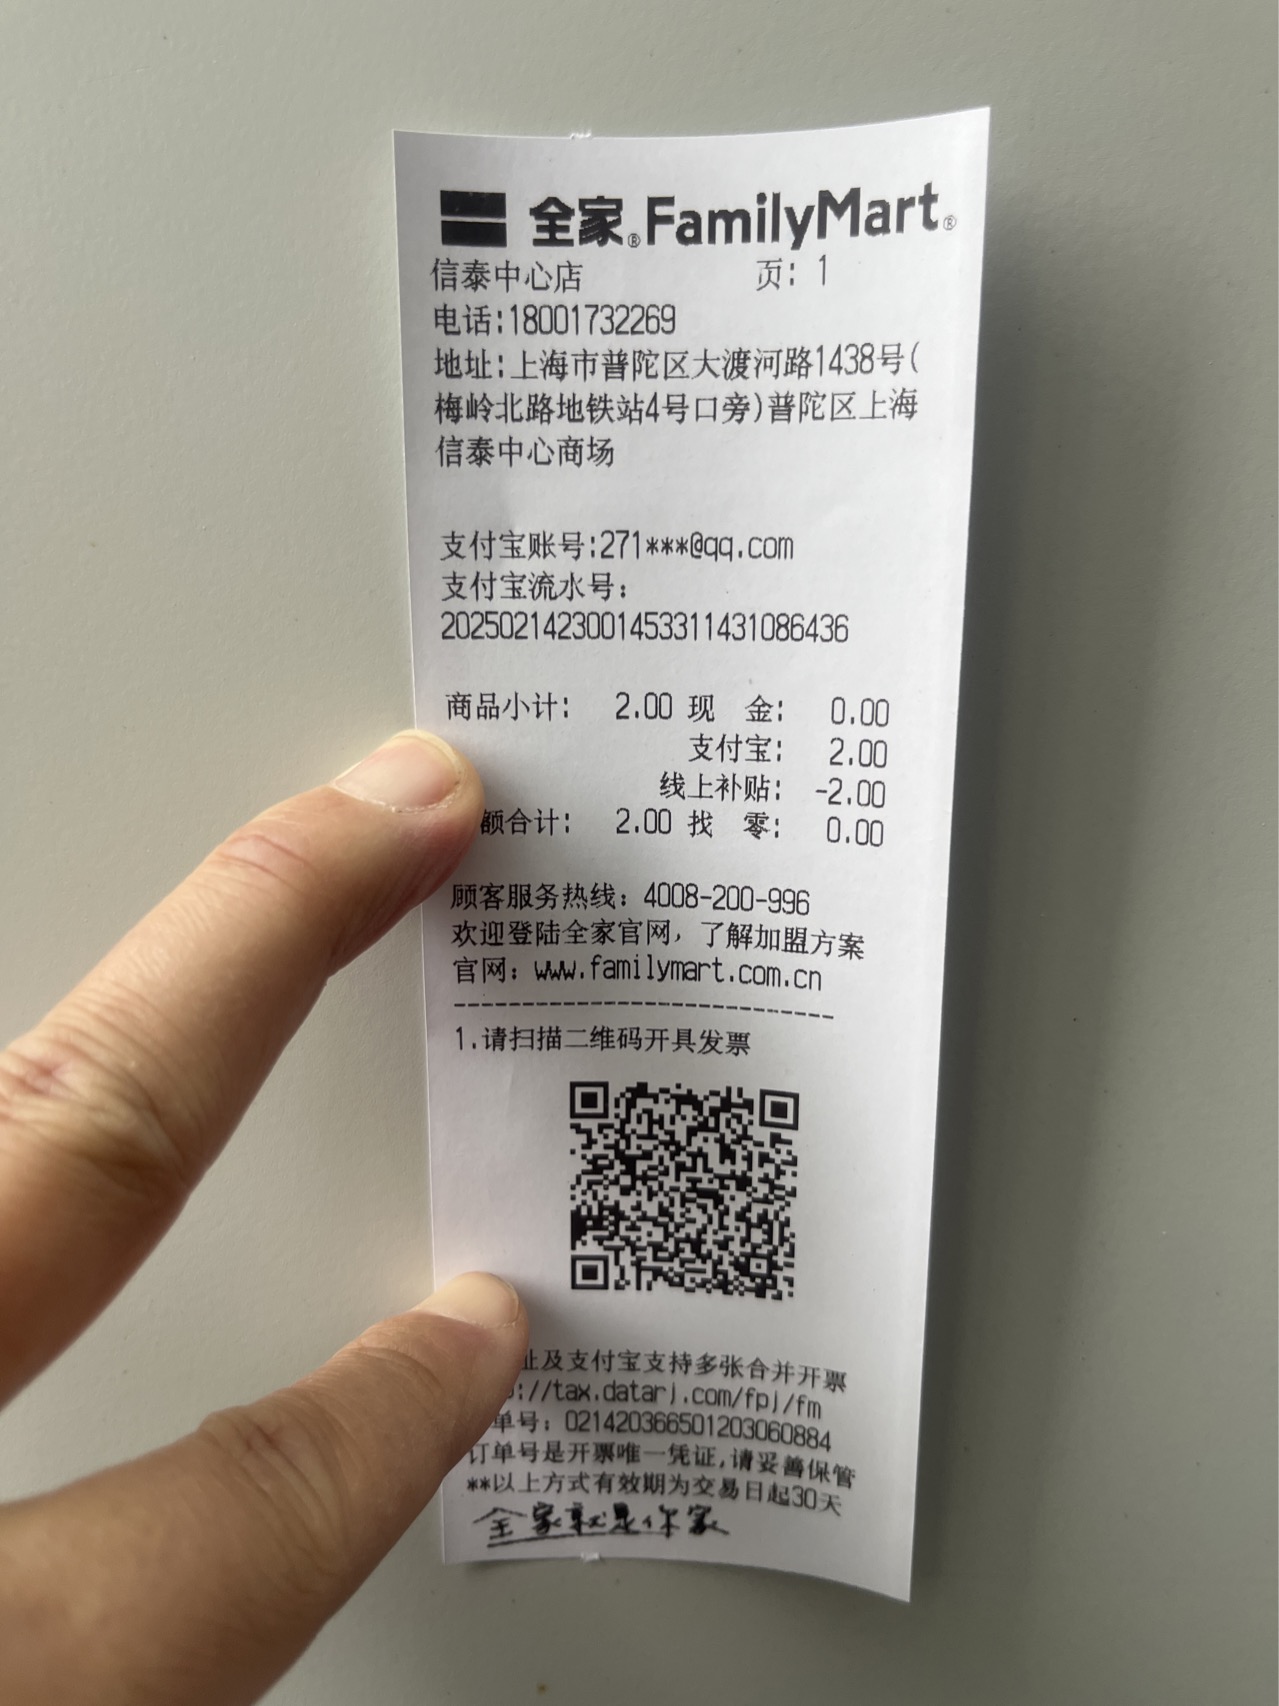 全家® FamilyMart®
信泰中心店 页: 1
电话:18001732269
地址:上海市普陀区大渡河路1438号(
梅岭北路地铁站4号口旁)普陀区上海
信泰中心商场
支付宝账号:271***@qq.com
支付宝流水号:
2025021423001453311431086436
商品小计: 2.00 现 金: 0.00
支付宝: 2.00
线上补贴: -2.00
额合计: 2.00 找 零: 0.00
顾客服务热线: 4008-200-996
欢迎登陆全家官网, 了解加盟方案
官网: www.familymart.com.cn
1.请扫描二维码开具发票
址及支付宝支持多张合并开票
://tax.datarj.com/fpj/fm
单号: 021420366501203060884
订单号是开票唯一凭证,请妥善保管
**以上方式有效期为交易日起30天
全家就是你家